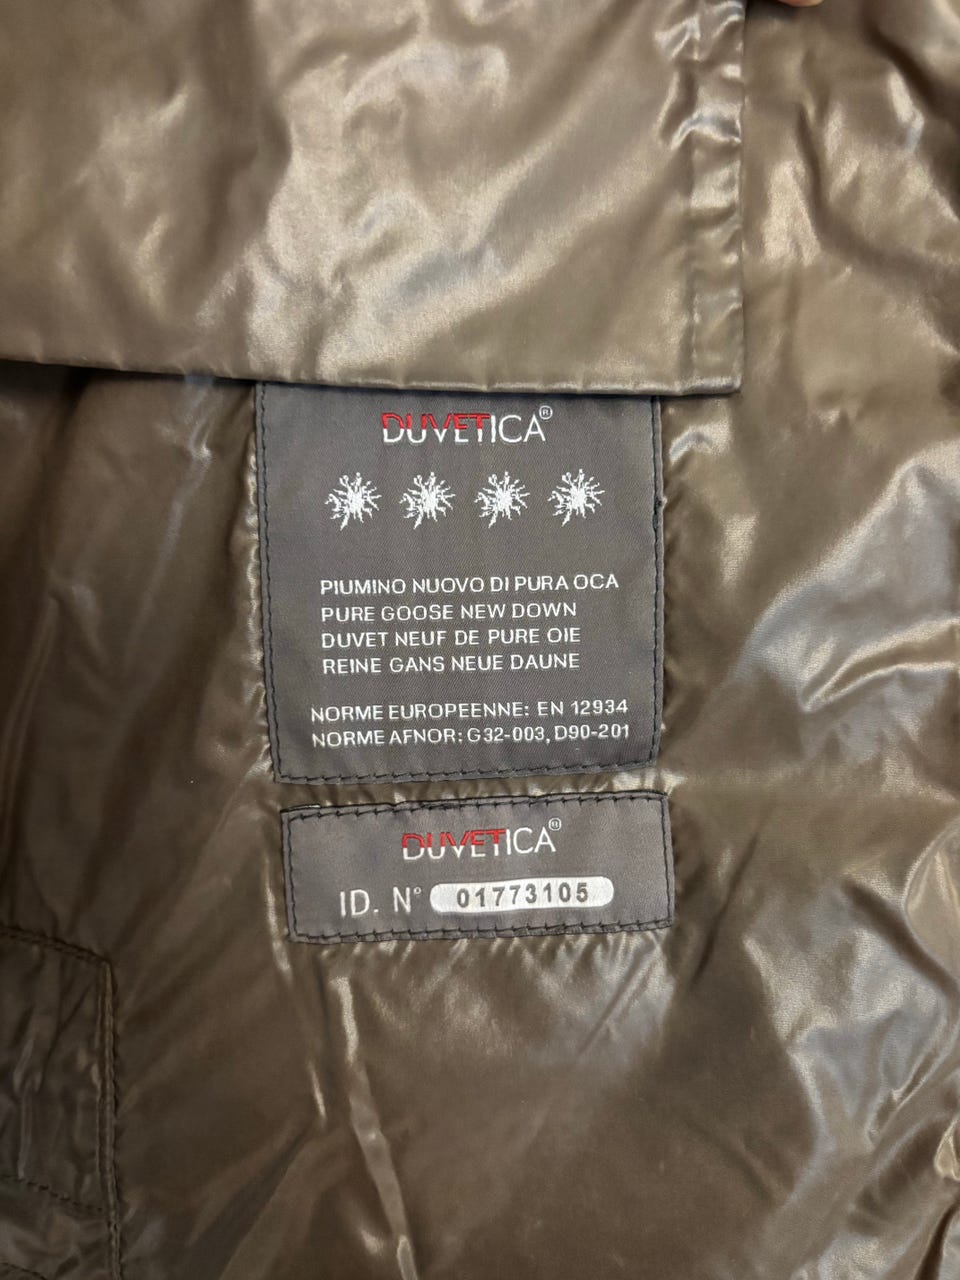 DUVETICA®
PIUMINO NUOVO DI PURA OCA
PURE GOOSE NEW DOWN
DUVET NEUF DE PURE OIE
REINE GANS NEUE DAUNE
NORME EUROPEENNE: EN 12934
NORME AFNOR: G32-003, D90-201
DUVETICA®
ID. N° 01773105